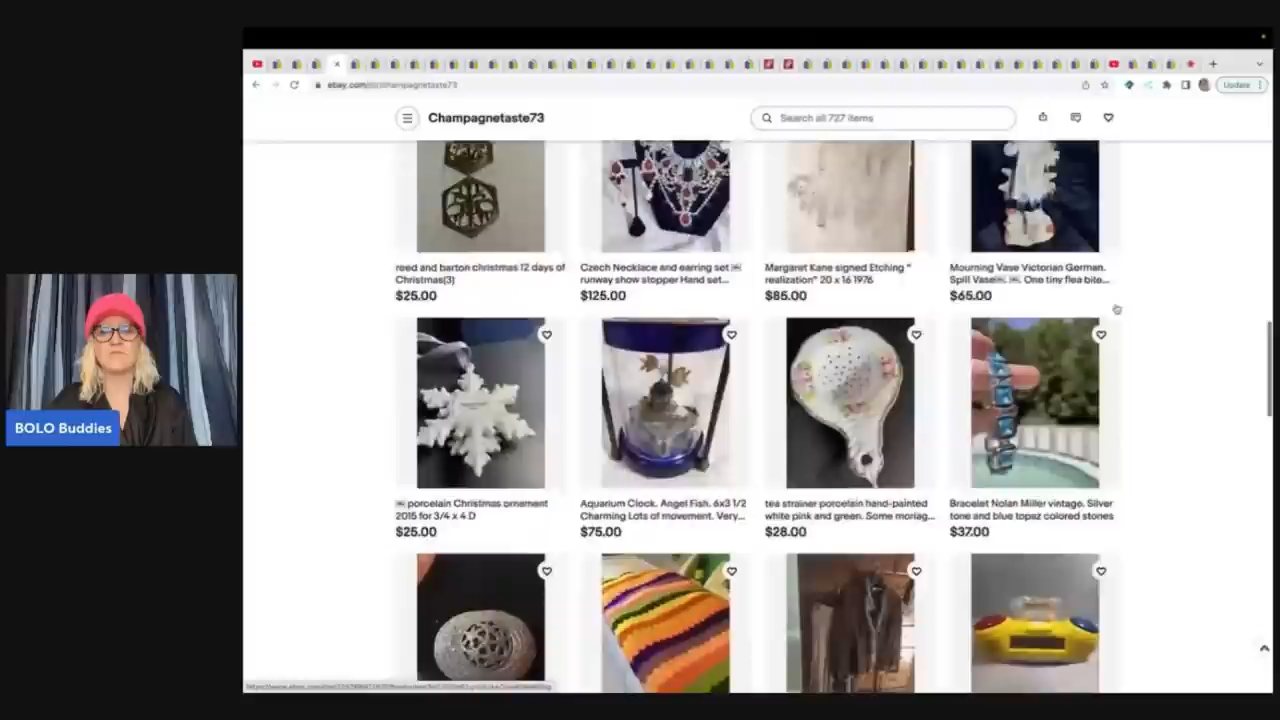 ebay.com/str/champagnetaste73
Update
Champagnetaste73
Search all 727 items
reed and barton christmas 12 days of
Christmas(3)
$25.00
Czech Necklace and earring set
runway show stopper Hand set...
$125.00
Margaret Kane signed Etching "
realization" 20 x 16 1976
$85.00
Mourning Vase Victorian German.
Spill Vase. One tiny flea bite...
$65.00
porcelain Christmas ornament
2015 for 3/4 x 4 D
$25.00
Aquarium Clock. Angel Fish. 6x3 1/2
Charming Lots of movement. Very...
$75.00
tea strainer porcelain hand-painted
white pink and green. Some moriag...
$28.00
Bracelet Nolan Miller vintage. Silver
tone and blue topaz colored stones
$37.00
BOLO Buddies